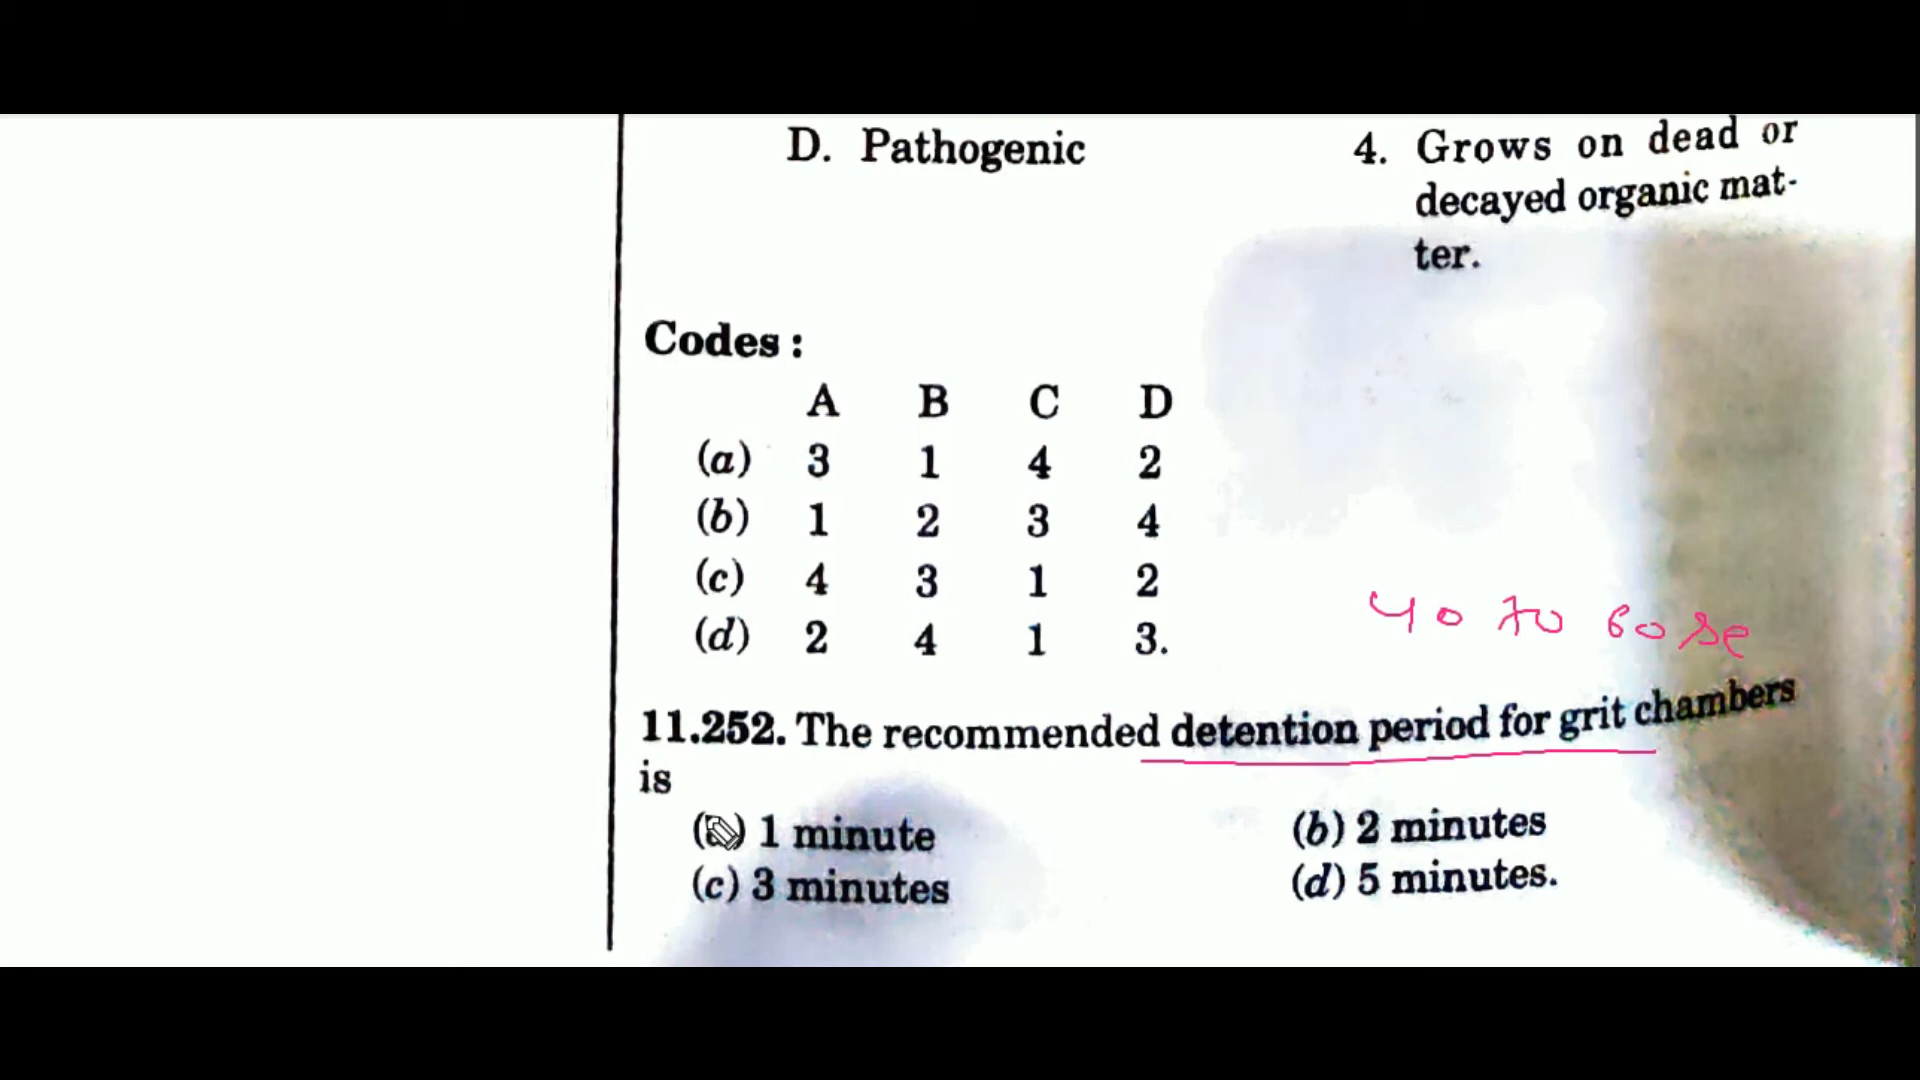 D. Pathogenic
4. Grows on dead or
decayed organic mat-
ter.
Codes :
A B C D
(a) 3 1 4 2
(b) 1 2 3 4
(c) 4 3 1 2
(d) 2 4 1 3.
40 to 60 se
11.252. The recommended detention period for grit chambers
is
1 minute
(b) 2 minutes
(c) 3 minutes
(d) 5 minutes.